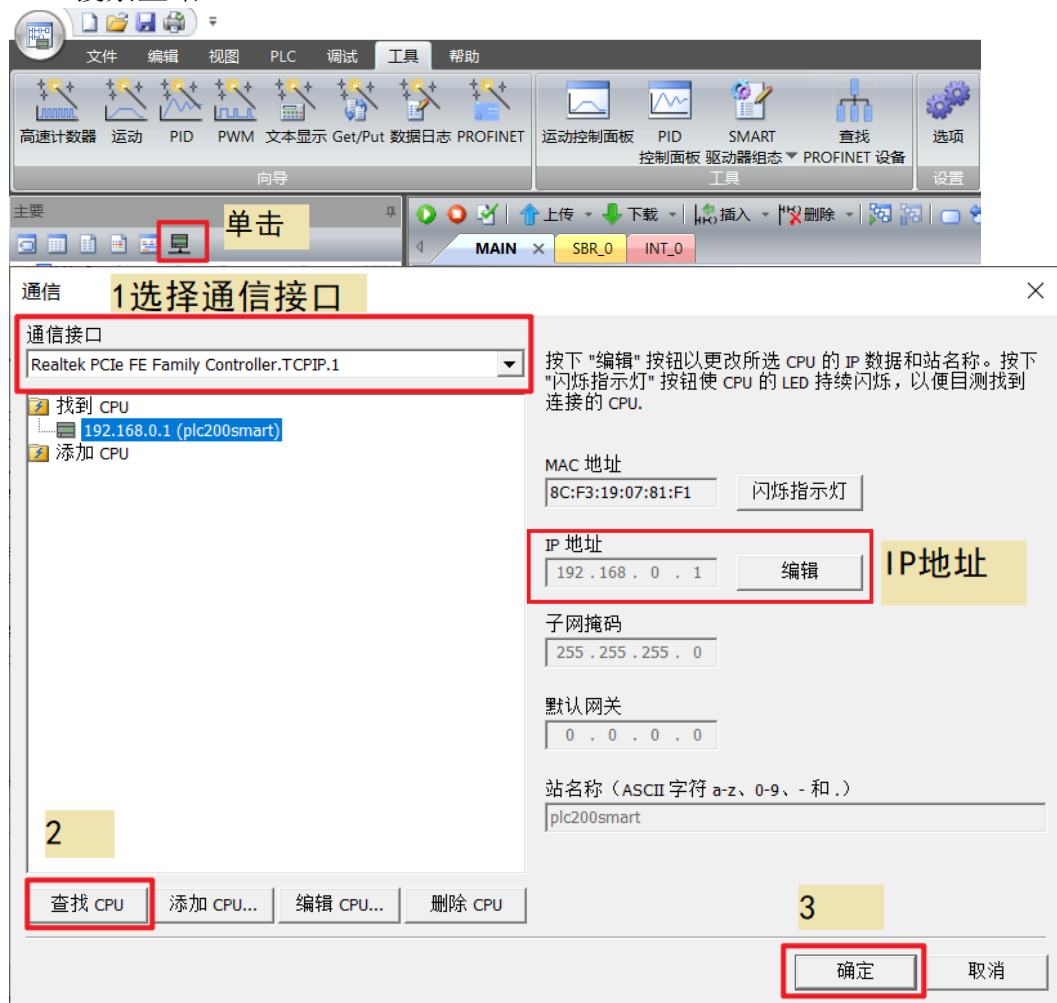 文件 编辑 视图 PLC 调试 工具 帮助
高速计数器 运动 PID PWM 文本显示 Get/Put 数据日志 PROFINET 运动控制面板 PID 控制面板 SMART 驱动器组态 查找 PROFINET 设备 选项
向导 工具 设置
主要
单击
上传 下载 插入 删除
MAIN SBR_0 INT_0
通信
1选择通信接口
通信接口
Realtek PCIe FE Family Controller.TCPIP.1
找到 CPU
192.168.0.1 (plc200smart)
添加 CPU
按下 "编辑" 按钮以更改所选 CPU 的 IP 数据和站名称。按下
"闪烁指示灯" 按钮使 CPU 的 LED 持续闪烁，以便目测找到
连接的 CPU.
MAC 地址
8C:F3:19:07:81:F1 闪烁指示灯
IP 地址
192 . 168 . 0 . 1 编辑
IP地址
子网掩码
255 . 255 . 255 . 0
默认网关
0 . 0 . 0 . 0
站名称（ASCII 字符 a-z、0-9、- 和 .）
plc200smart
2
查找 CPU 添加 CPU... 编辑 CPU... 删除 CPU
3
确定 取消